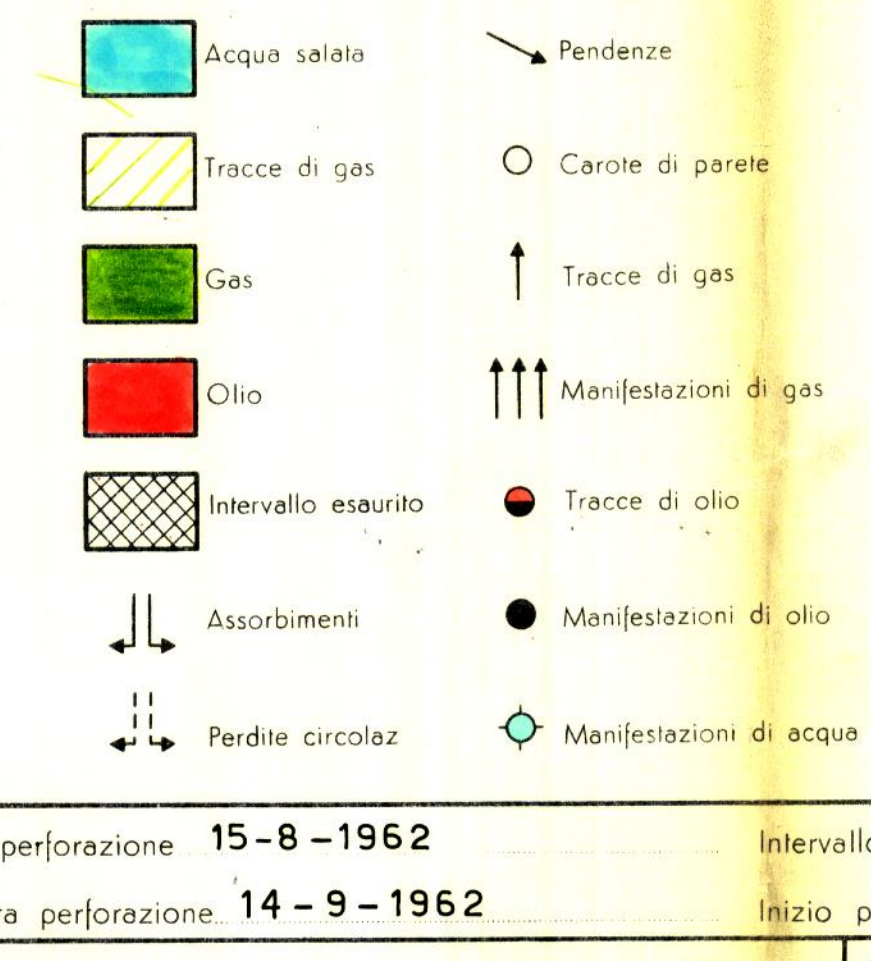 Acqua salata
Tracce di gas
Gas
Olio
Intervallo esaurito
Assorbimenti
Perdite circolaz
Pendenze
Carote di parete
Tracce di gas
Manifestazioni di gas
Tracce di olio
Manifestazioni di olio
Manifestazioni di acqua
perforazione 15-8-1962 Intervallo
ra perforazione 14-9-1962 Inizio p